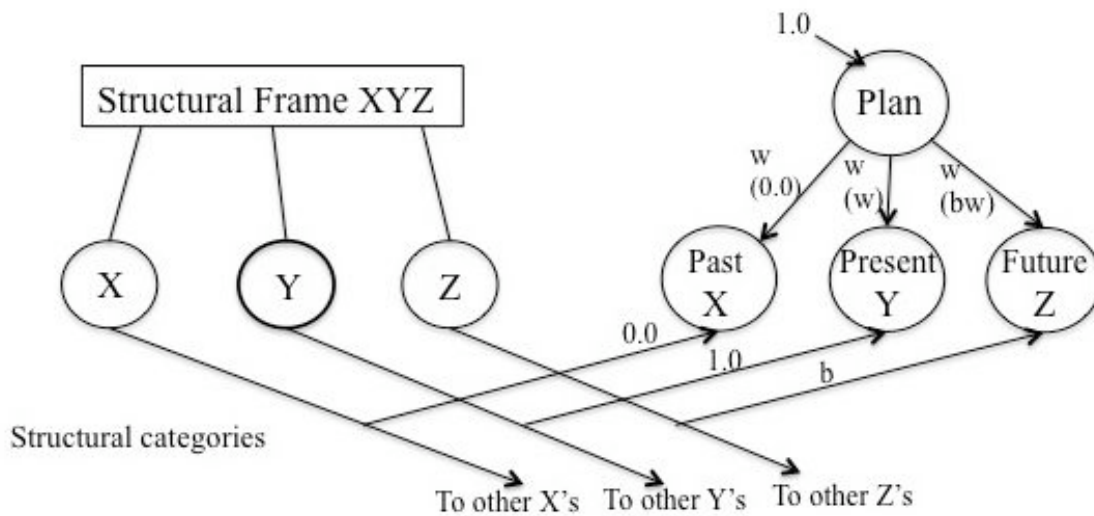 1.0
Structural Frame XYZ
Plan
w
(0.0)
w
(w)
w
(bw)
X
Y
Z
Past
X
Present
Y
Future
Z
0.0
1.0
b
Structural categories
To other X's
To other Y's
To other Z's